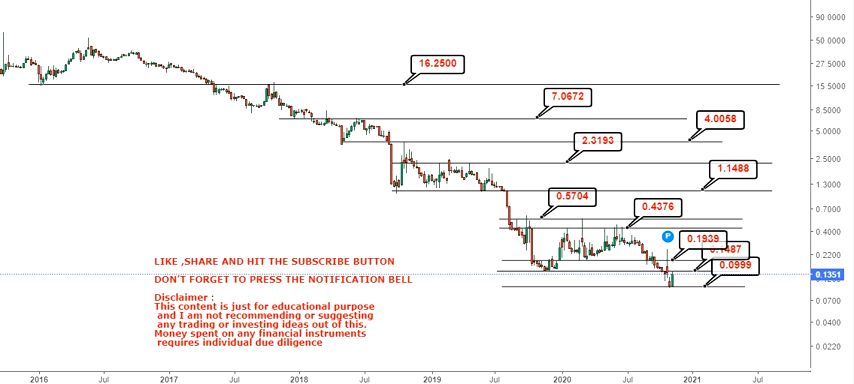 90.0000
50.0000
27.5000
16.2500
15.5000
7.0672
8.5000
4.0058
5.0000
2.3193
2.5000
1.1488
1.3000
0.5704
0.4376
0.7000
0.4000
P
0.1939
0.1487
0.2200
0.0999
0.1351
0.0700
0.0400
0.0220
LIKE ,SHARE AND HIT THE SUBSCRIBE BUTTON
DON'T FORGET TO PRESS THE NOTIFICATION BELL
Disclaimer :
This content is just for educational purpose
and I am not recommending or suggesting
any trading or investing ideas out of this.
Money spent on any financial instruments
requires individual due diligence
2016 Jul 2017 Jul 2018 Jul 2019 Jul 2020 Jul 2021 Jul